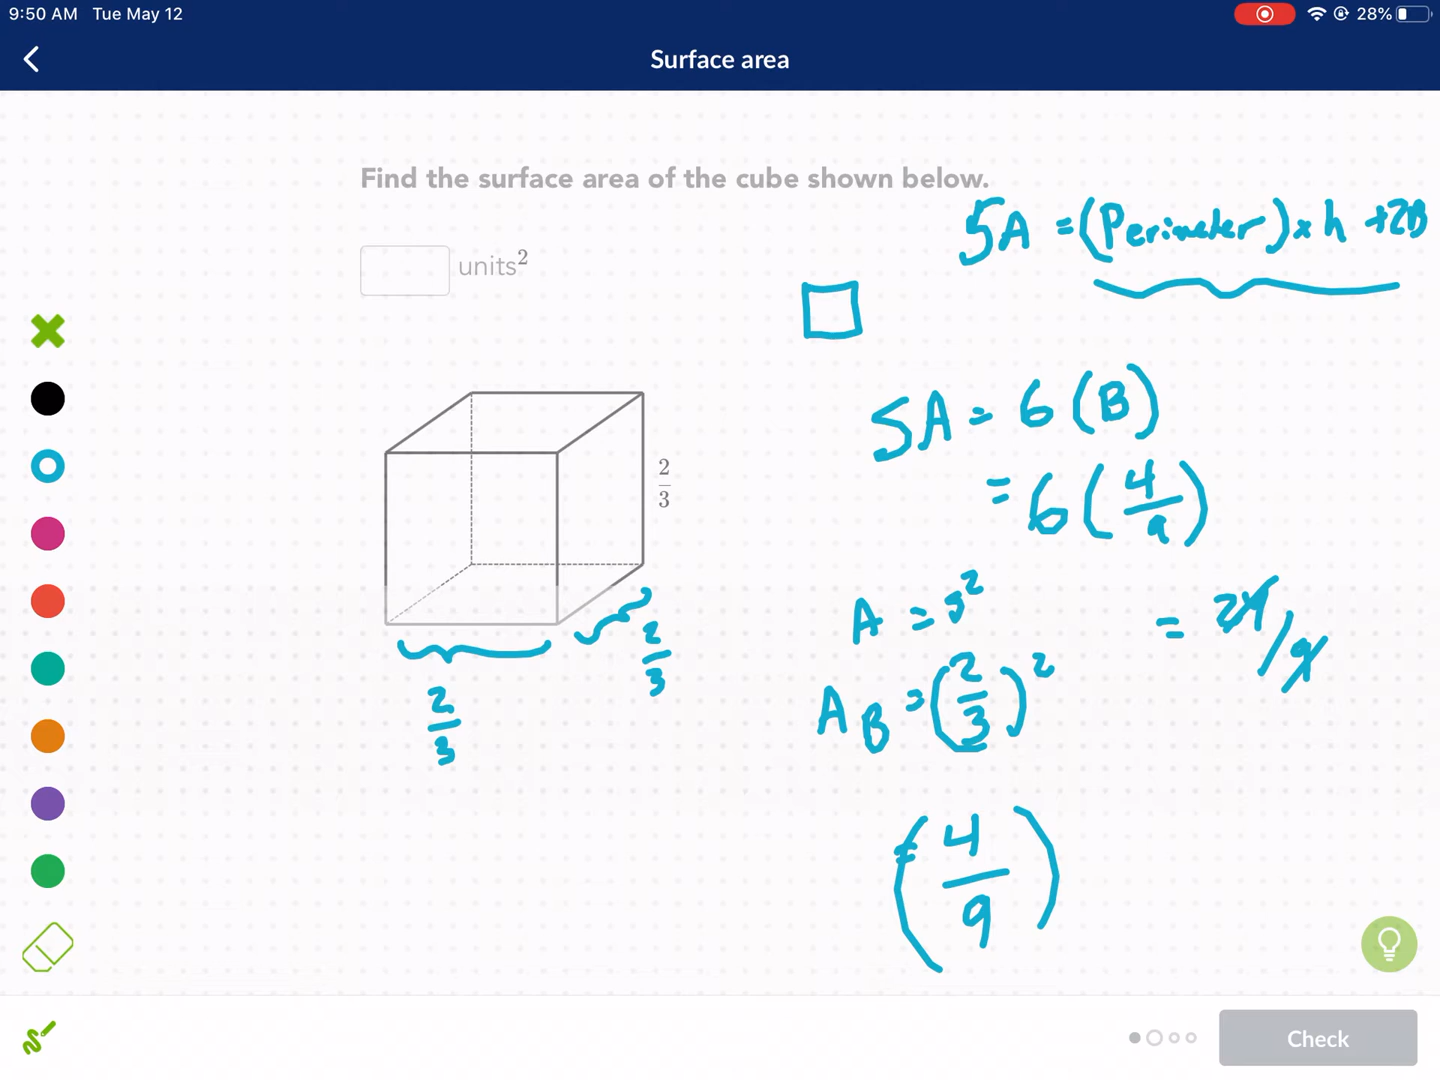 9:50 AM Tue May 12
28%
Surface area
Find the surface area of the cube shown below.
units²
SA = (Perimeter) × h + 2B
SA = 6 (B)
= 6 (4/9)
2/3
A = s²
= 24/9
A_B = (2/3)²
2/3
2/3
= (4/9)
Check